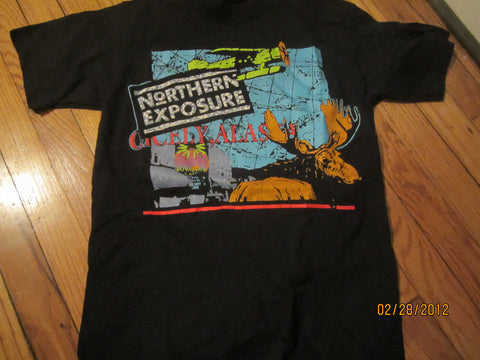 NORTHERN
EXPOSURE
CICELY, ALASKA
02/28/2012